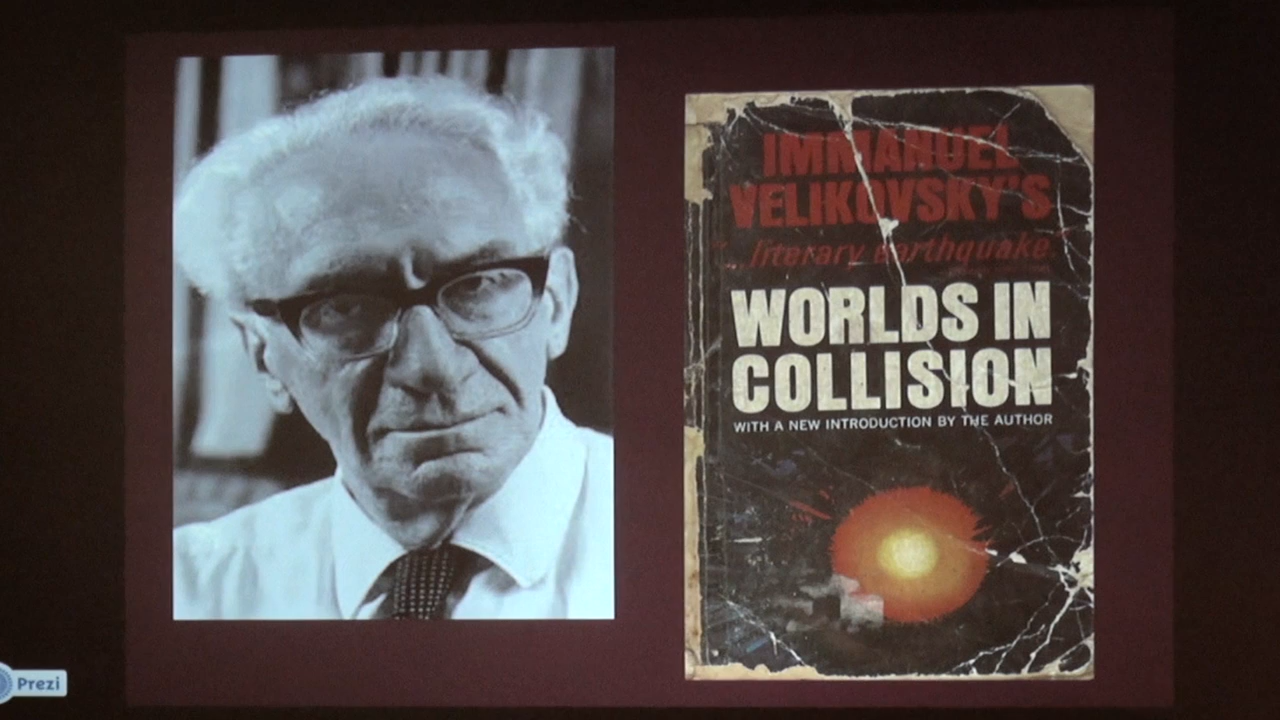 IMMANUEL
VELIKOVSKY'S
"...literary earthquake."
WORLDS IN
COLLISION
WITH A NEW INTRODUCTION BY THE AUTHOR
Prezi